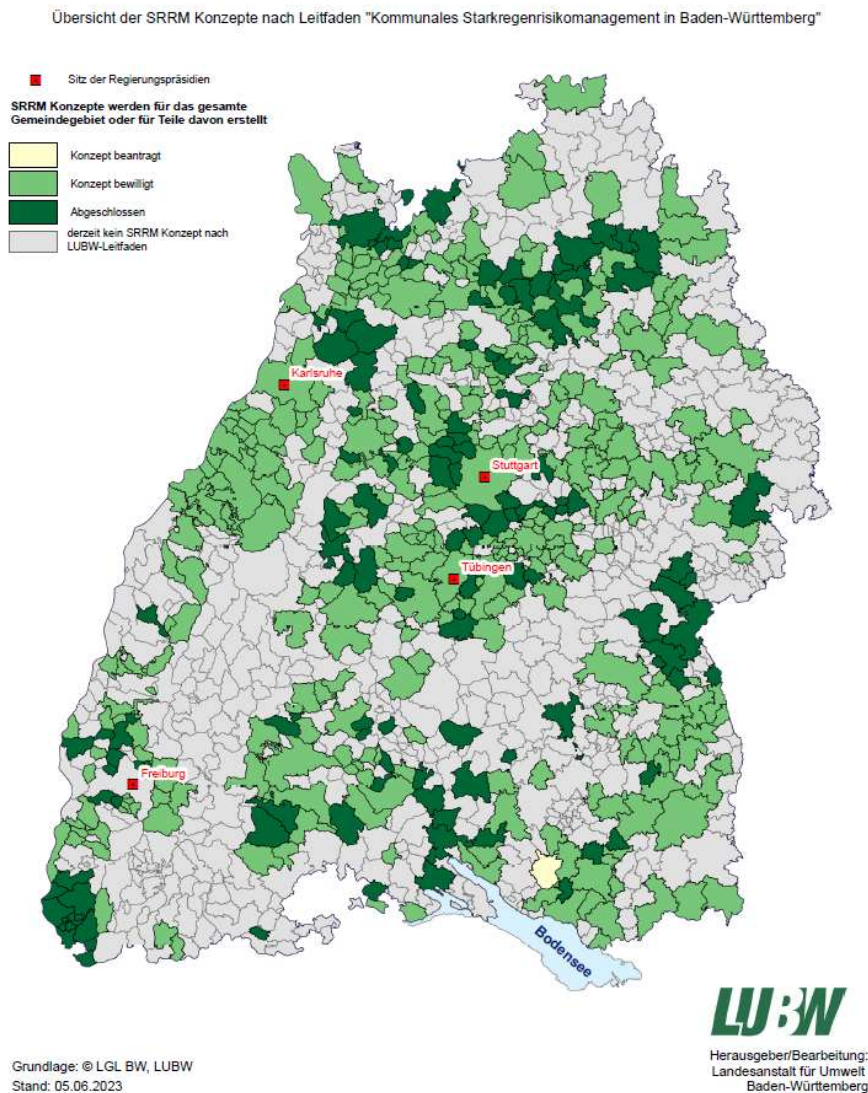 Übersicht der SRRM Konzepte nach Leitfaden "Kommunales Starkregenrisikomanagement in Baden-Württemberg"
Sitz der Regierungspräsidien
SRRM Konzepte werden für das gesamte
Gemeindegebiet oder für Teile davon erstellt
Konzept beantragt
Konzept bewilligt
Abgeschlossen
derzeit kein SRRM Konzept nach
LUBW-Leitfaden
Karlsruhe
Stuttgart
Tübingen
Freiburg
Bodensee
LUBW
Herausgeber/Bearbeitung:
Landesanstalt für Umwelt
Baden-Württemberg
Grundlage: © LGL BW, LUBW
Stand: 05.06.2023